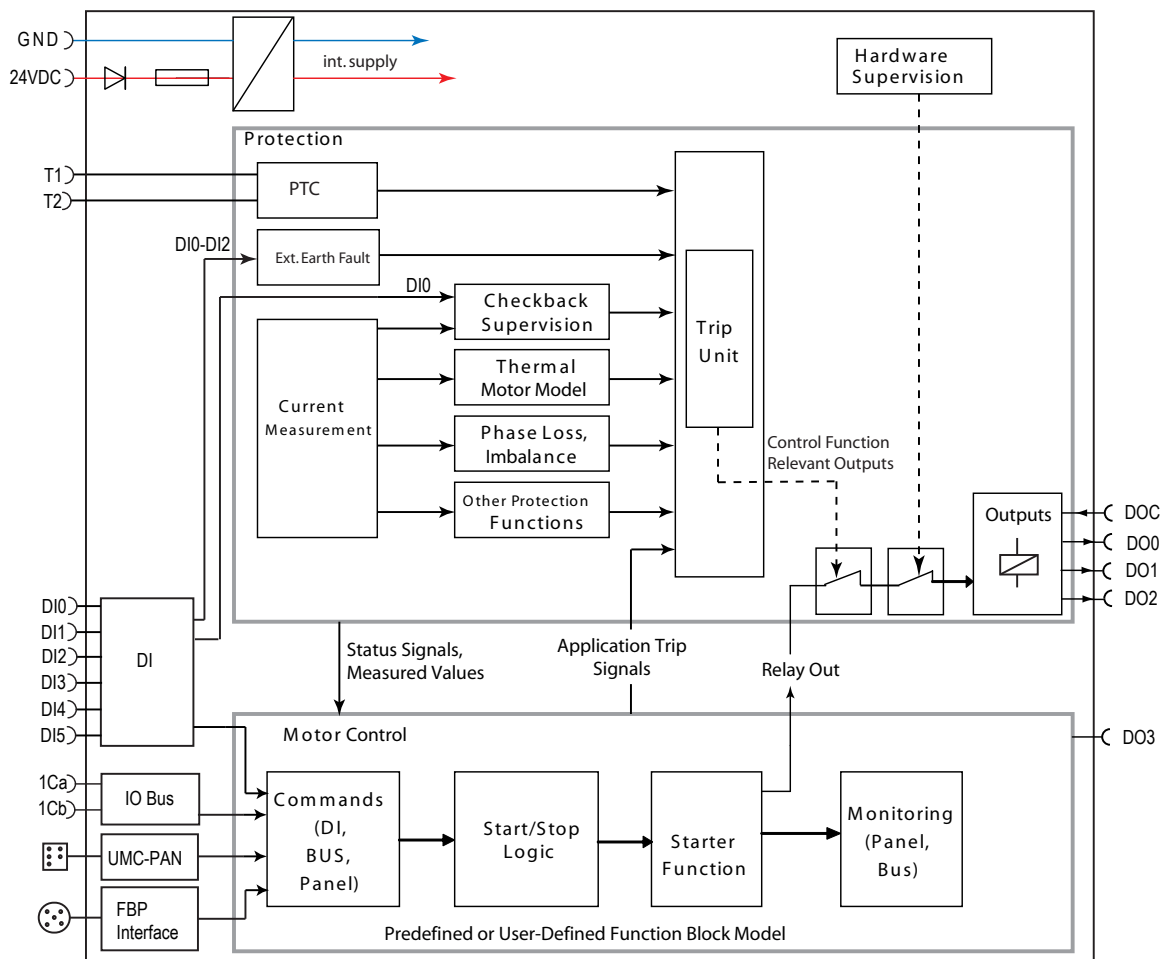 GND
24VDC
int. supply
Hardware
Supervision
Protection
T1
T2
PTC
DI0-DI2
Ext. Earth Fault
DI0
Checkback
Supervision
Trip
Unit
Thermal
Motor Model
Current
Measurement
Phase Loss,
Imbalance
Control Function
Relevant Outputs
Other Protection
Functions
Outputs
DOC
DO0
DO1
DO2
DI0
DI1
DI2
DI3
DI4
DI5
DI
Status Signals,
Measured Values
Application Trip
Signals
Relay Out
Motor Control
DO3
1Ca
1Cb
IO Bus
UMC-PAN
FBP
Interface
Commands
(DI,
BUS,
Panel)
Start/Stop
Logic
Starter
Function
Monitoring
(Panel,
Bus)
Predefined or User-Defined Function Block Model